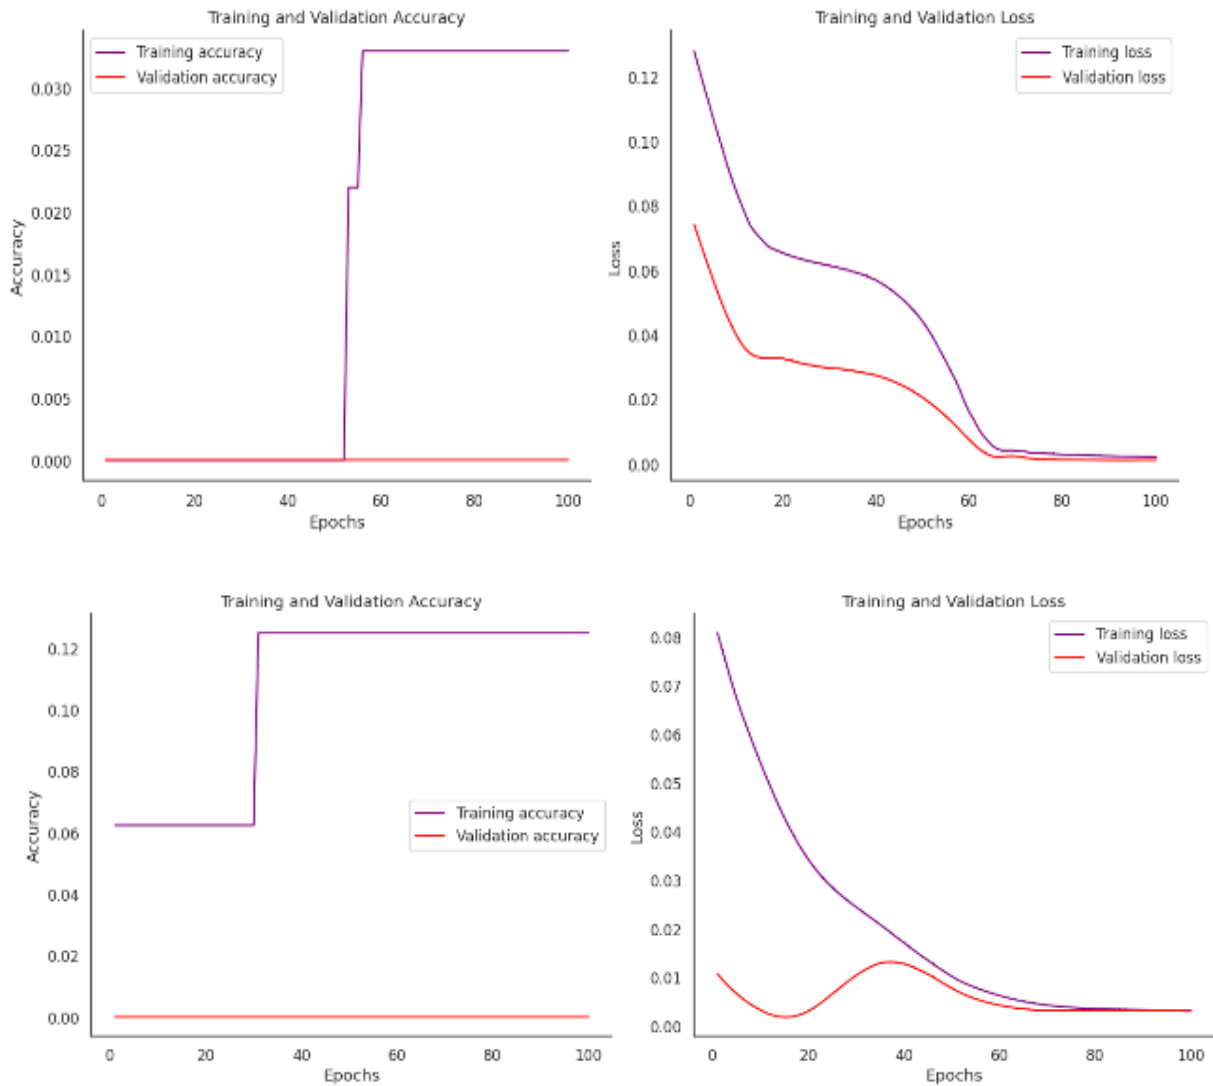 Training and Validation Accuracy
Training accuracy
Validation accuracy
0.030
0.025
0.020
0.015
0.010
0.005
0.000
Accuracy
0 20 40 60 80 100
Epochs
Training and Validation Loss
Training loss
Validation loss
0.12
0.10
0.08
0.06
0.04
0.02
0.00
Loss
0 20 40 60 80 100
Epochs
Training and Validation Accuracy
0.12
0.10
0.08
0.06
0.04
0.02
0.00
Accuracy
Training accuracy
Validation accuracy
0 20 40 60 80 100
Epochs
Training and Validation Loss
Training loss
Validation loss
0.08
0.07
0.06
0.05
0.04
0.03
0.02
0.01
0.00
Loss
0 20 40 60 80 100
Epochs